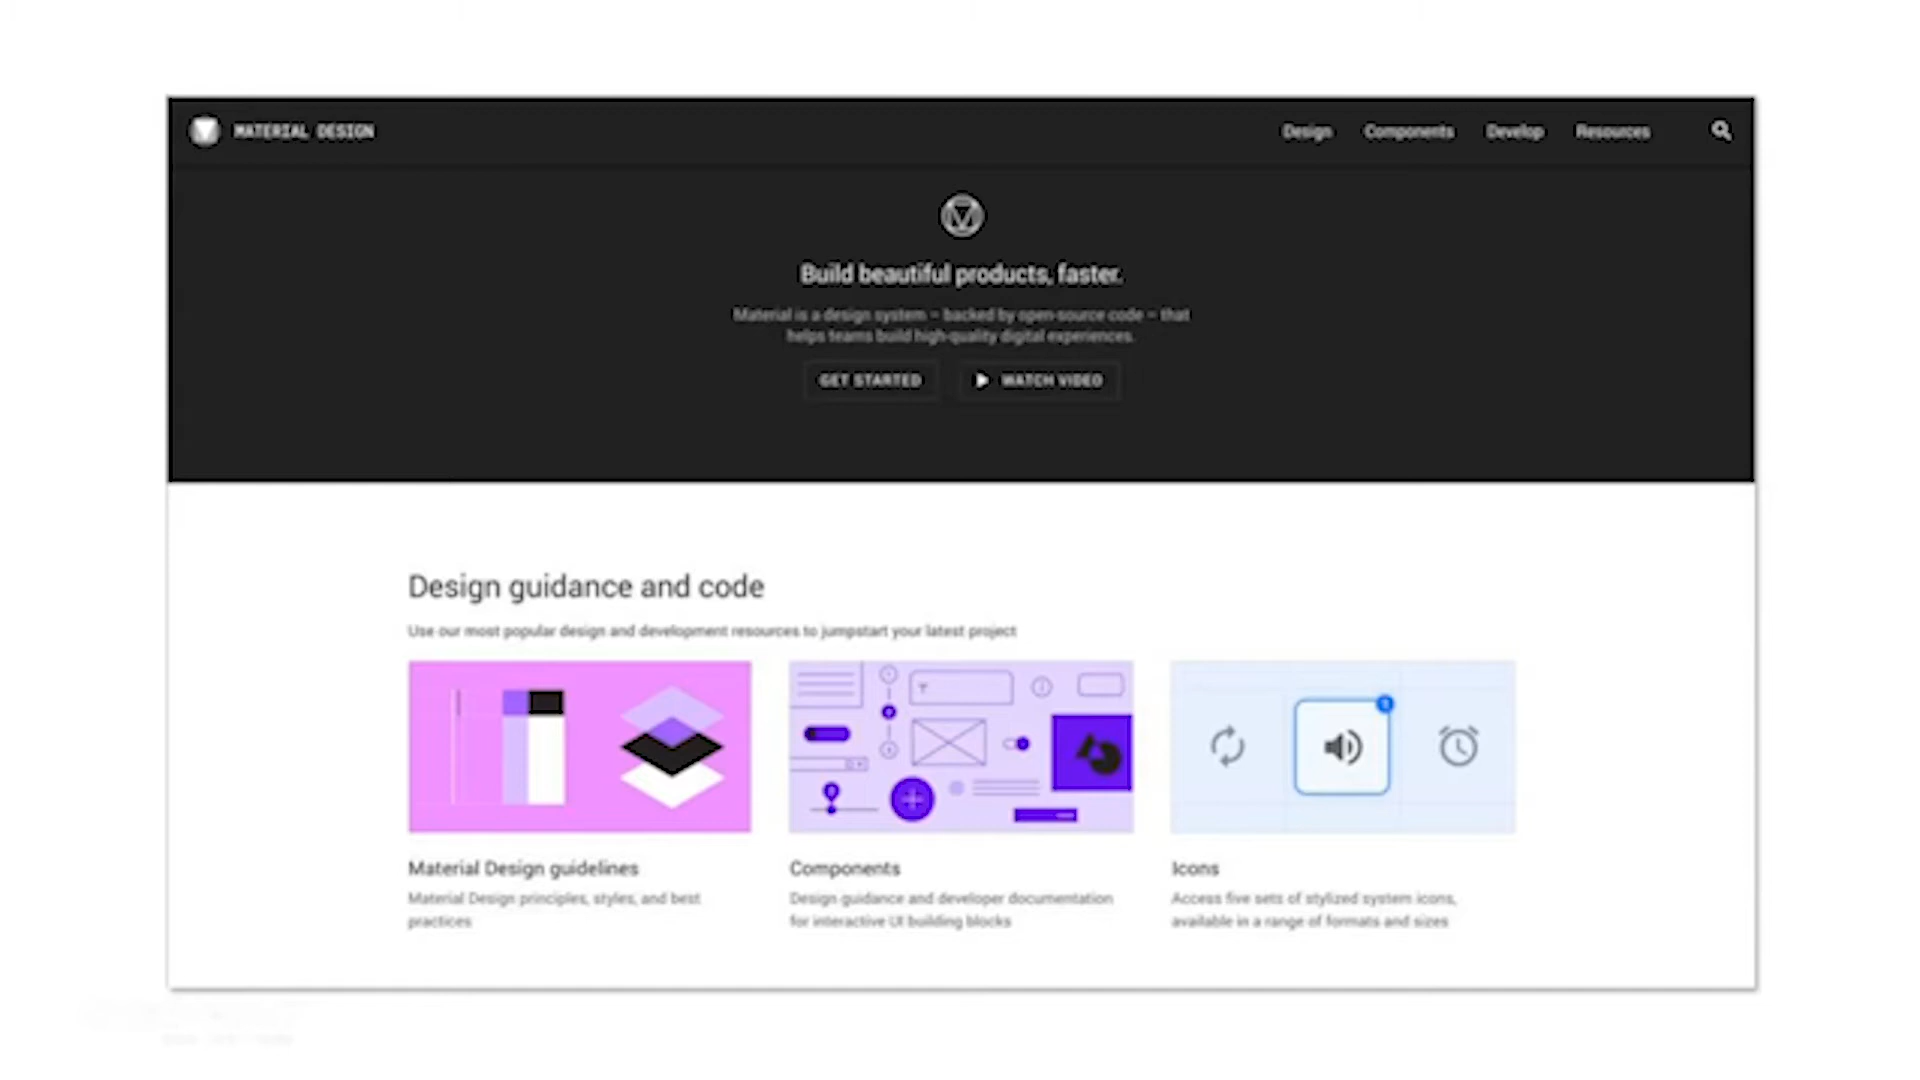 MATERIAL DESIGN
Design Components Develop Resources
Build beautiful products, faster.
Material is a design system – backed by open-source code – that
helps teams build high-quality digital experiences.
GET STARTED WATCH VIDEO
Design guidance and code
Use our most popular design and development resources to jumpstart your latest project
Material Design guidelines
Material Design principles, styles, and best
practices
Components
Design guidance and developer documentation
for interactive UI building blocks
Icons
Access five sets of stylized system icons,
available in a range of formats and sizes